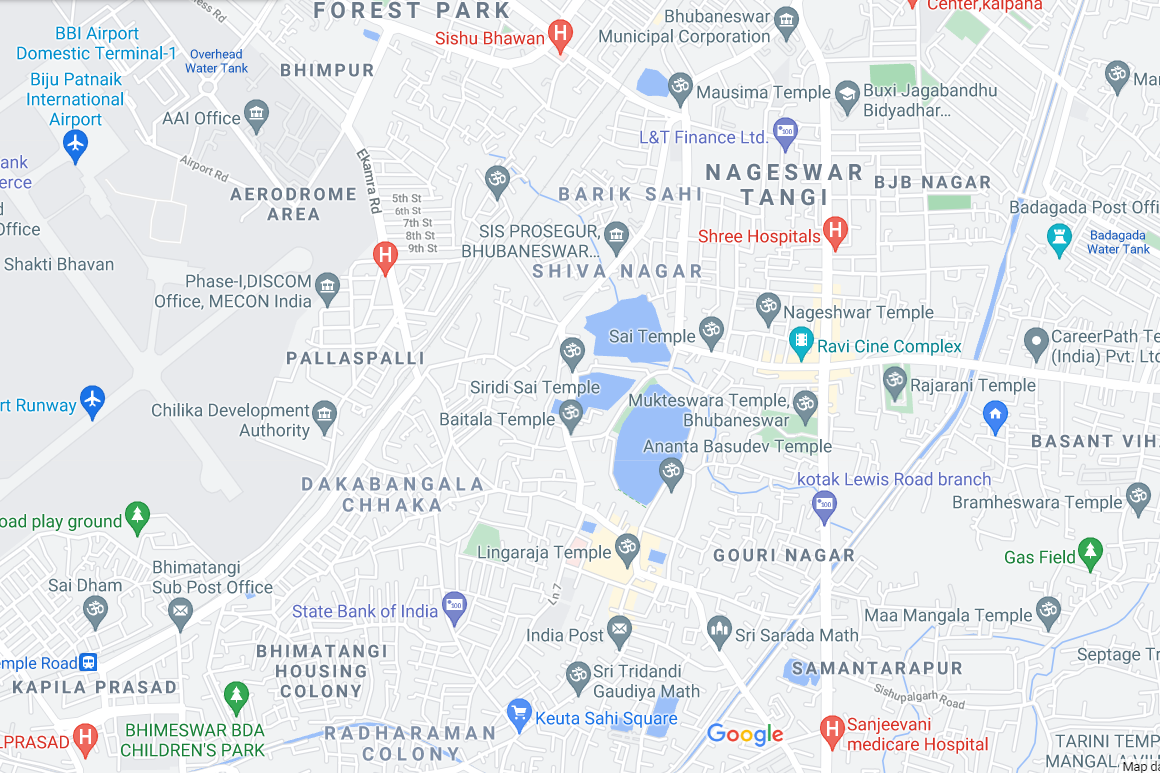 FOREST PARK
Center,kalpana
BBI Airport
Domestic Terminal-1
Bhubaneswar
Municipal Corporation
Sishu Bhawan
Overhead
Water Tank
BHIMPUR
Biju Patnaik
International
Airport
Mausima Temple
Buxi Jagabandhu
Bidyadhar...
Mar
AAI Office
L&T Finance Ltd.
ank
erce
Airport Rd
Ekamra Rd
NAGESWAR
TANGI
BJB NAGAR
AERODROME
AREA
BARIK SAHI
5th St
6th St
7th St
8th St
9th St
Office
SIS PROSEGUR,
BHUBANESWAR...
Shree Hospitals
Badagada Post Offi
Badagada
Water Tank
Shakti Bhavan
SHIVA NAGAR
Phase-I,DISCOM
Office, MECON India
Nageshwar Temple
Sai Temple
Ravi Cine Complex
CareerPath Te
(India) Pvt. Ltd
PALLASPALLI
Siridi Sai Temple
Rajarani Temple
rt Runway
Chilika Development
Authority
Baitala Temple
Mukteswara Temple,
Bhubaneswar
Ananta Basudev Temple
BASANT VIHA
DAKABANGALA
CHHAKA
kotak Lewis Road branch
Bramheswara Temple
oad play ground
Lingaraja Temple
GOURI NAGAR
Gas Field
Sai Dham
Bhimatangi
Sub Post Office
Ln 7
State Bank of India
Maa Mangala Temple
India Post
Sri Sarada Math
emple Road
BHIMATANGI
HOUSING
COLONY
Septage Tr
KAPILA PRASAD
Sri Tridandi
Gaudiya Math
SAMANTARAPUR
Sishupalgarh Road
BHIMESWAR BDA
CHILDREN'S PARK
Keuta Sahi Square
RADHARAMAN
COLONY
Google
Sanjeevani
medicare Hospital
LPRASAD
TARINI TEMP
MANGALA VIH
Map da